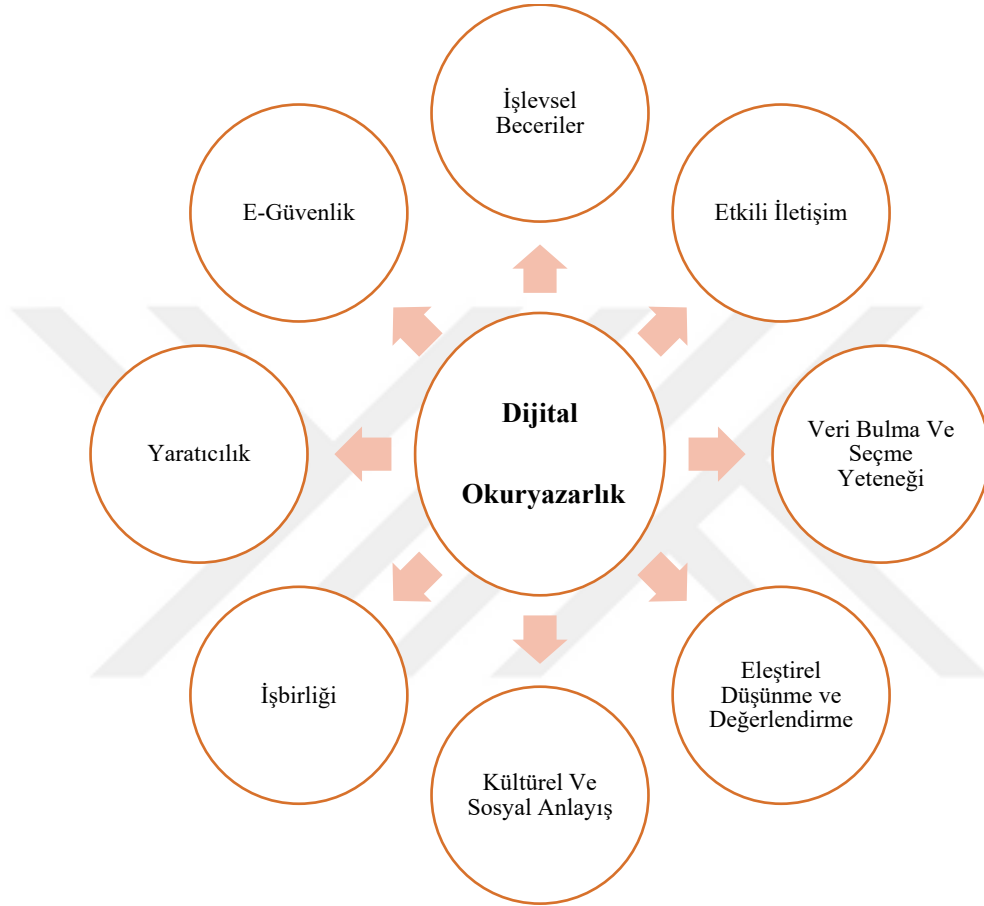 İşlevsel
Beceriler
Etkili İletişim
Veri Bulma Ve
Seçme
Yeteneği
Eleştirel
Düşünme ve
Değerlendirme
Kültürel Ve
Sosyal Anlayış
İşbirliği
Yaratıcılık
E-Güvenlik
Dijital
Okuryazarlık